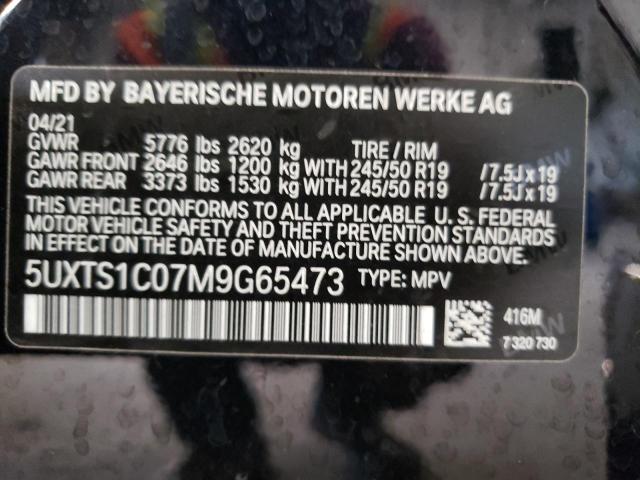 MFD BY BAYERISCHE MOTOREN WERKE AG
04/21
GVWR 5776 lbs 2620 kg TIRE / RIM
GAWR FRONT 2646 lbs 1200 kg WITH 245/50 R19 /7.5J x 19
GAWR REAR 3373 lbs 1530 kg WITH 245/50 R19 /7.5J x 19
THIS VEHICLE CONFORMS TO ALL APPLICABLE U. S. FEDERAL
MOTOR VEHICLE SAFETY AND THEFT PREVENTION STANDARDS
IN EFFECT ON THE DATE OF MANUFACTURE SHOWN ABOVE.
5UXTS1C07M9G65473 TYPE: MPV
416M
7 320 730